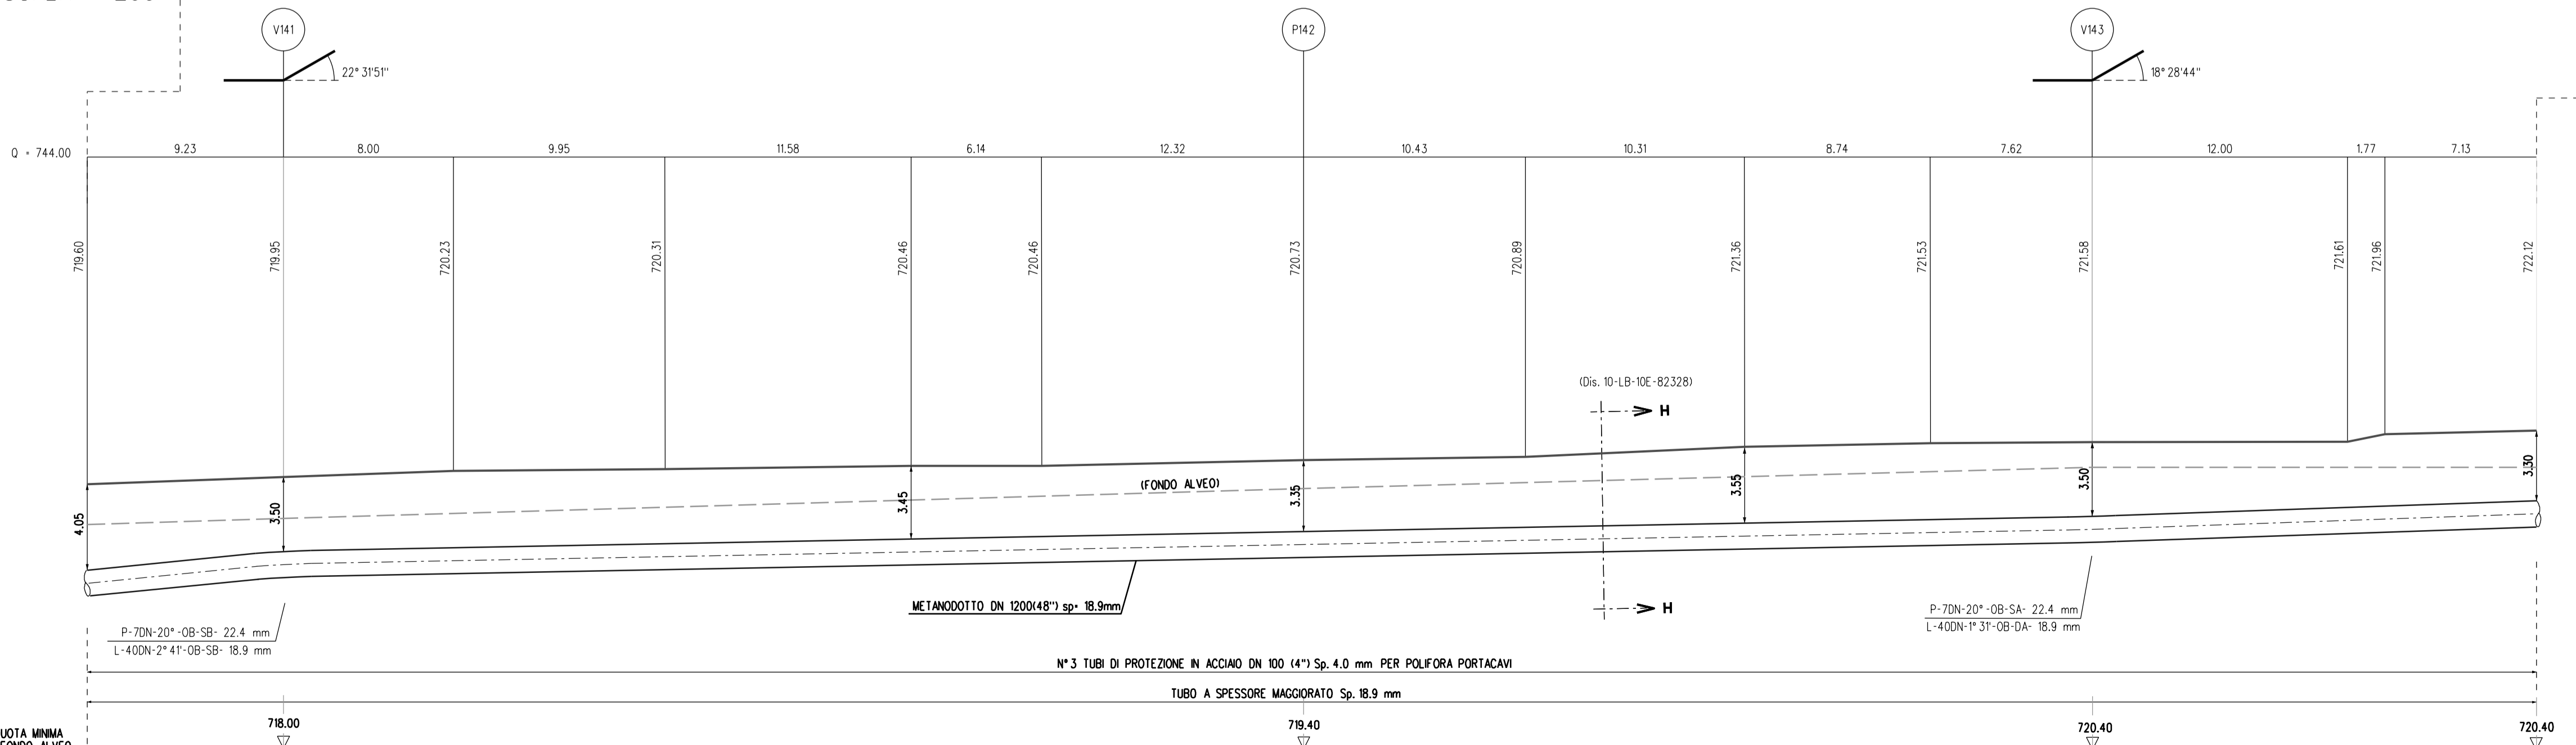 V141
P142
V143
22° 31'51"
18° 28'44"
Q = 744.00
9.23
8.00
9.95
11.58
6.14
12.32
10.43
10.31
8.74
7.62
12.00
1.77
7.13
719.60
719.95
720.23
720.31
720.46
720.46
720.73
720.89
721.36
721.53
721.58
721.61
721.96
722.12
(Dis. 10-LB-10E-82328)
H
4.05
3.50
3.45
(FONDO ALVEO)
3.35
3.55
3.50
3.30
METANODOTTO DN 1200(48") sp= 18.9mm
H
P-7DN-20°-OB-SB- 22.4 mm
L-40DN-2° 41'-OB-SB- 18.9 mm
P-7DN-20°-OB-SA- 22.4 mm
L-40DN-1° 31'-OB-DA- 18.9 mm
N° 3 TUBI DI PROTEZIONE IN ACCIAIO DN 100 (4") Sp. 4.0 mm PER POLIFORA PORTACAVI
TUBO A SPESSORE MAGGIORATO Sp. 18.9 mm
718.00
719.40
720.40
720.40
UOTA MINIMA
FONDO ALVEO